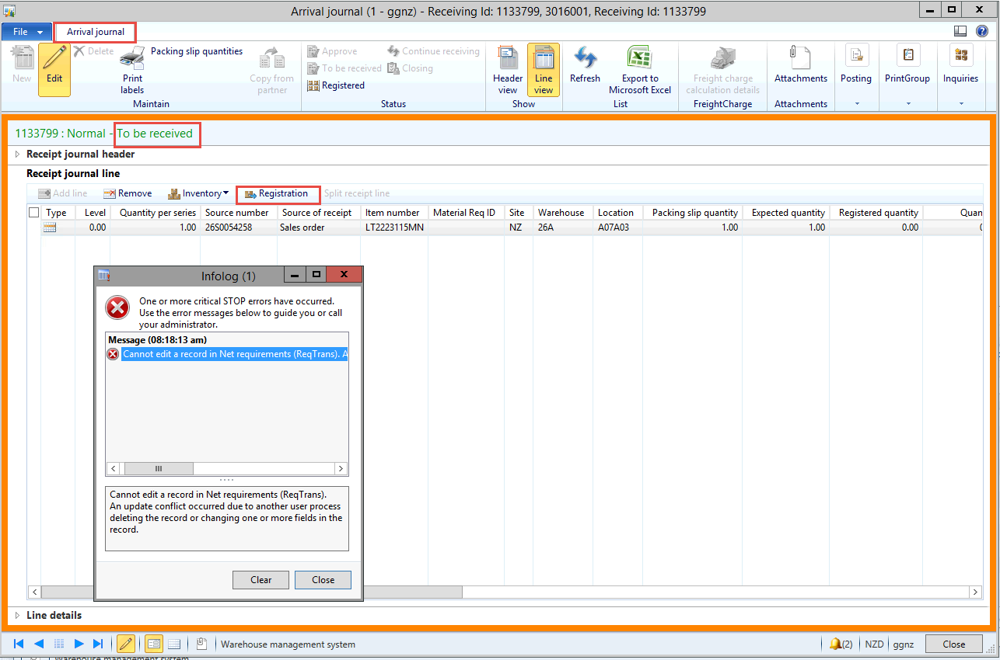 Arrival journal (1 - ggnz) - Receiving Id: 1133799, 3016001, Receiving Id: 1133799
File
Arrival journal
New
Edit
Delete
Print labels
Packing slip quantities
Copy from partner
Maintain
Approve
To be received
Registered
Continue receiving
Closing
Status
Header view
Line view
Show
Refresh
Export to Microsoft Excel
List
Freight charge calculation details
FreightCharge
Attachments
Attachments
Posting
PrintGroup
Inquiries
1133799 : Normal - To be received
Receipt journal header
Receipt journal line
Add line Remove Inventory Registration Split receipt line
Type Level Quantity per series Source number Source of receipt Item number Material Req ID Site Warehouse Location Packing slip quantity Expected quantity Registered quantity Quan
0.00 1.00 26S0054258 Sales order LT2223115MN NZ 26A A07A03 1.00 1.00 0.00
Infolog (1)
One or more critical STOP errors have occurred.
Use the error messages below to guide you or call
your administrator.
Message (08:18:13 am)
Cannot edit a record in Net requirements (ReqTrans). A
Cannot edit a record in Net requirements (ReqTrans).
An update conflict occurred due to another user process
deleting the record or changing one or more fields in the
record.
Clear Close
Line details
Warehouse management system
(2) NZD ggnz Close
Warehouse management system